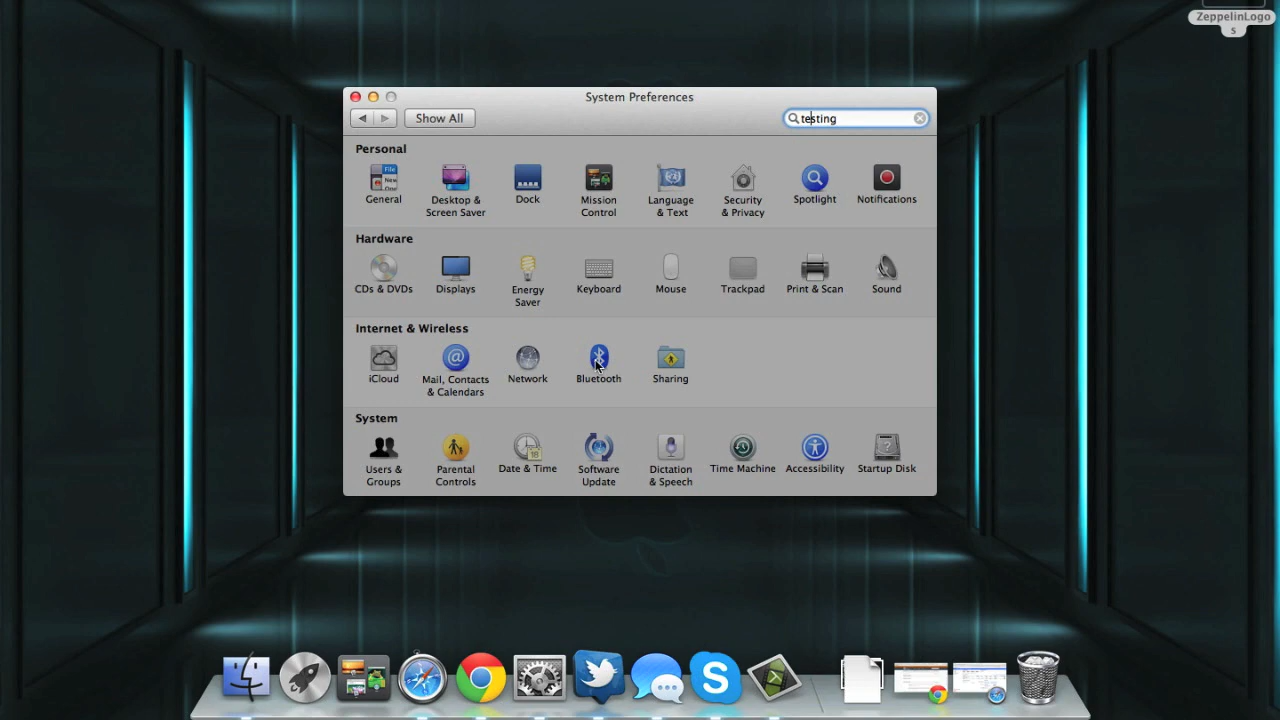 ZeppelinLogo
s
System Preferences
Show All
testing
Personal
General
Desktop &
Screen Saver
Dock
Mission
Control
Language
& Text
Security
& Privacy
Spotlight
Notifications
Hardware
CDs & DVDs
Displays
Energy
Saver
Keyboard
Mouse
Trackpad
Print & Scan
Sound
Internet & Wireless
iCloud
Mail, Contacts
& Calendars
Network
Bluetooth
Sharing
System
Users &
Groups
Parental
Controls
Date & Time
Software
Update
Dictation
& Speech
Time Machine
Accessibility
Startup Disk